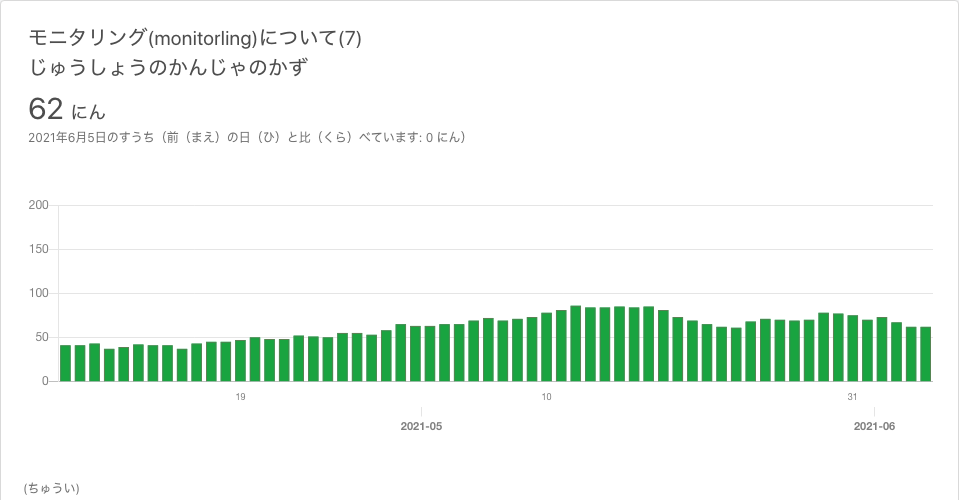 モニタリング(monitorling)について(7)
じゅうしょうのかんじゃのかず
62 にん
2021年6月5日のすうち（前（まえ）の日（ひ）と比（くら）べています: 0 にん）
200
150
100
50
0
19
10
31
2021-05
2021-06
(ちゅうい)